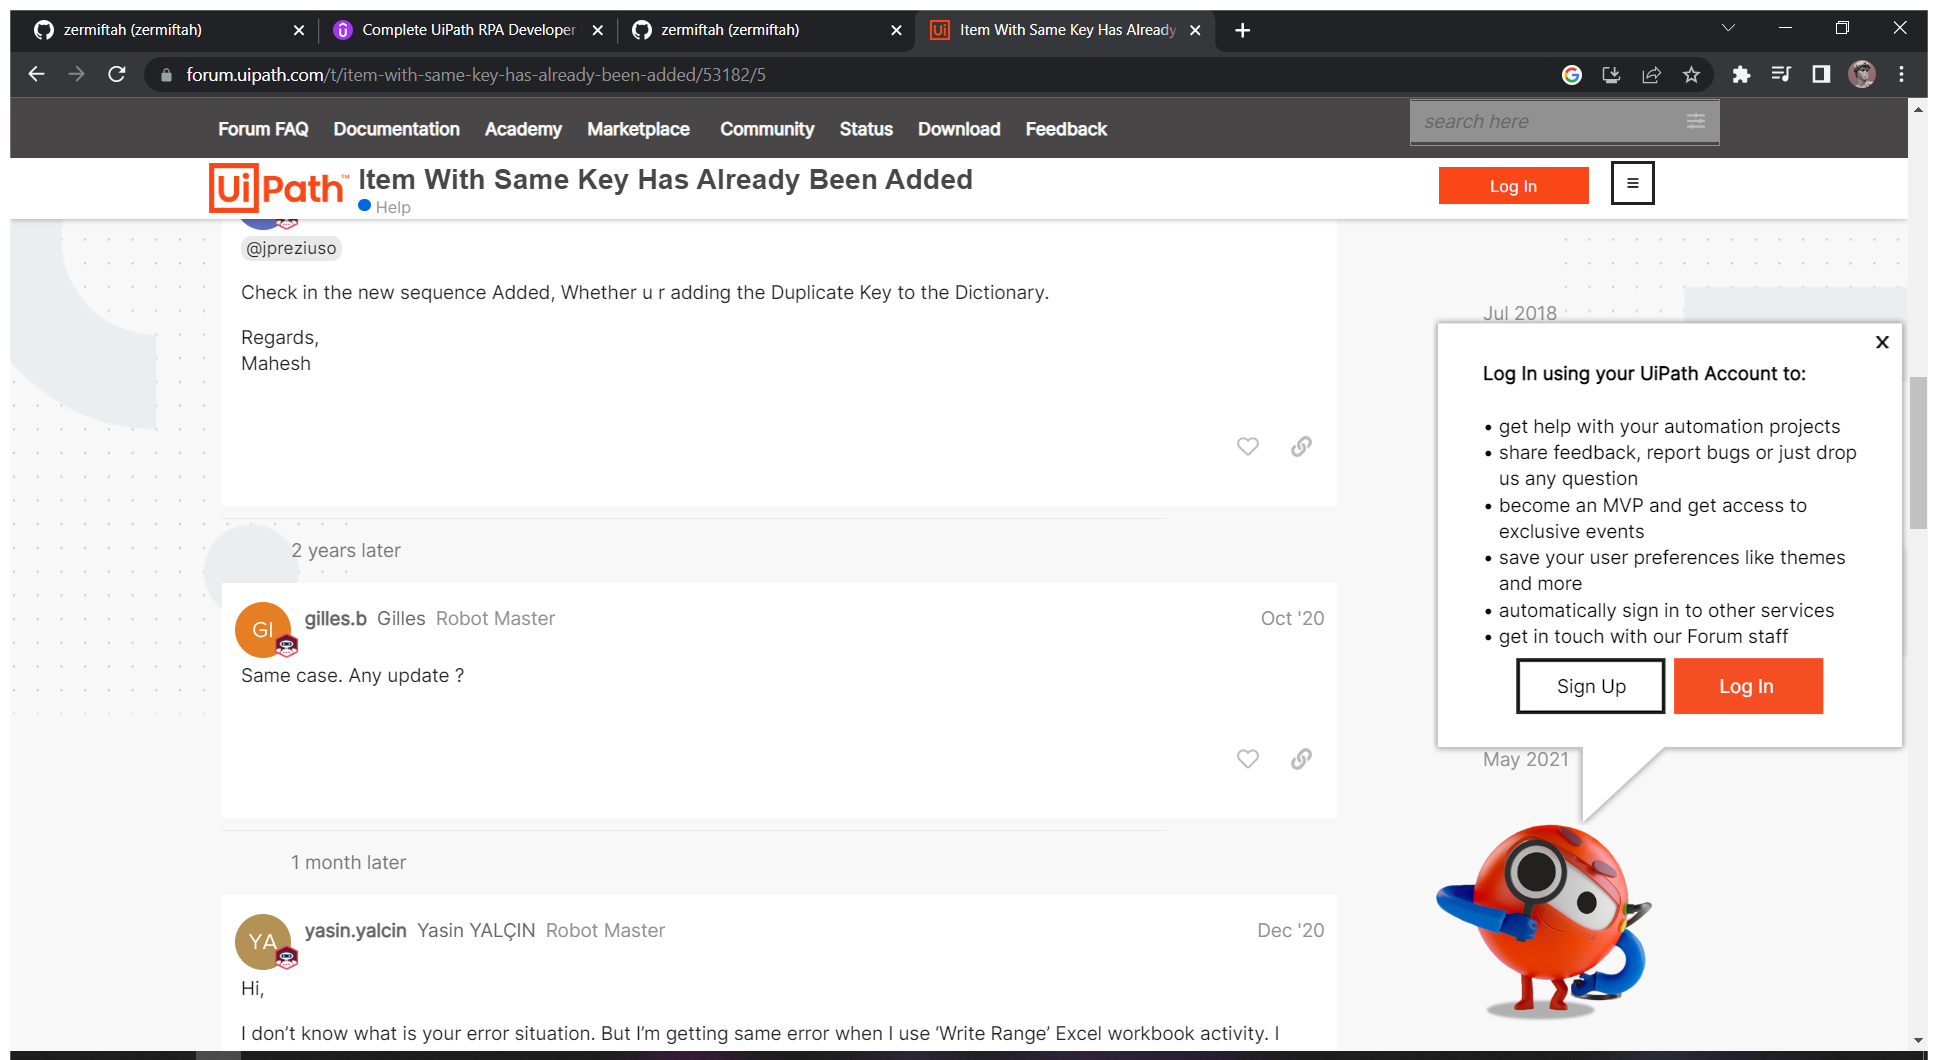 zermiftah (zermiftah)
Complete UiPath RPA Developer
zermiftah (zermiftah)
Item With Same Key Has Already
forum.uipath.com/t/item-with-same-key-has-already-been-added/53182/5
Forum FAQ Documentation Academy Marketplace Community Status Download Feedback
search here
UiPath™
Item With Same Key Has Already Been Added
Help
Log In
@jpreziuso
Check in the new sequence Added, Whether u r adding the Duplicate Key to the Dictionary.
Regards,
Mahesh
2 years later
GI
gilles.b Gilles Robot Master Oct '20
Same case. Any update ?
1 month later
YA
yasin.yalcin Yasin YALÇIN Robot Master Dec '20
Hi,
I don’t know what is your error situation. But I’m getting same error when I use ‘Write Range’ Excel workbook activity. I
Jul 2018
X
Log In using your UiPath Account to:
• get help with your automation projects
• share feedback, report bugs or just drop
us any question
• become an MVP and get access to
exclusive events
• save your user preferences like themes
and more
• automatically sign in to other services
• get in touch with our Forum staff
Sign Up Log In
May 2021